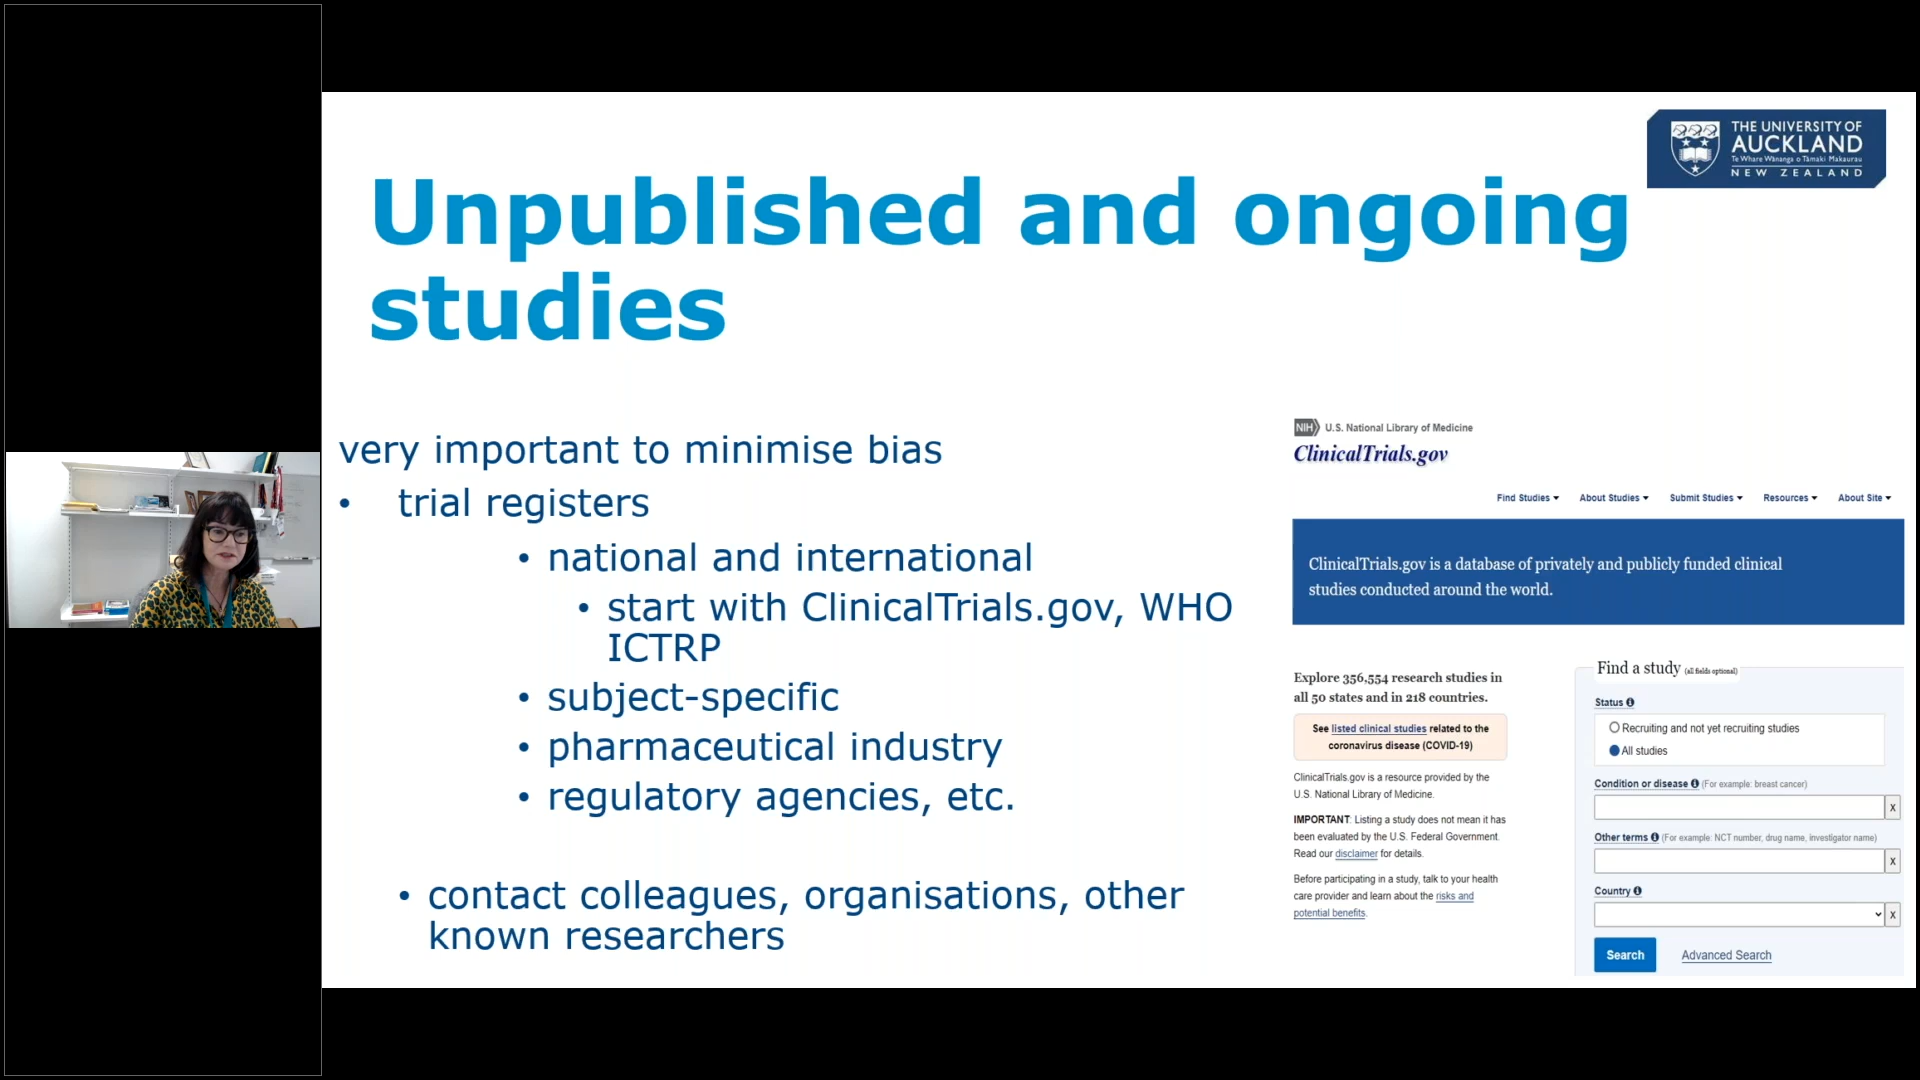 THE UNIVERSITY OF
AUCKLAND
Te Whare Wānanga o Tāmaki Makaurau
NEW ZEALAND
Unpublished and ongoing
studies
very important to minimise bias
• trial registers
• national and international
• start with ClinicalTrials.gov, WHO
ICTRP
• subject-specific
• pharmaceutical industry
• regulatory agencies, etc.
• contact colleagues, organisations, other
known researchers
NIH U.S. National Library of Medicine
ClinicalTrials.gov
Find Studies About Studies Submit Studies Resources About Site
ClinicalTrials.gov is a database of privately and publicly funded clinical
studies conducted around the world.
Explore 356,554 research studies in
all 50 states and in 218 countries.
See listed clinical studies related to the
coronavirus disease (COVID-19)
ClinicalTrials.gov is a resource provided by the
U.S. National Library of Medicine.
IMPORTANT: Listing a study does not mean it has
been evaluated by the U.S. Federal Government.
Read our disclaimer for details.
Before participating in a study, talk to your health
care provider and learn about the risks and
potential benefits.
Find a study (all fields optional)
Status
Recruiting and not yet recruiting studies
All studies
Condition or disease (For example: breast cancer)
X
Other terms (For example: NCT number, drug name, investigator name)
X
Country
X
Search Advanced Search